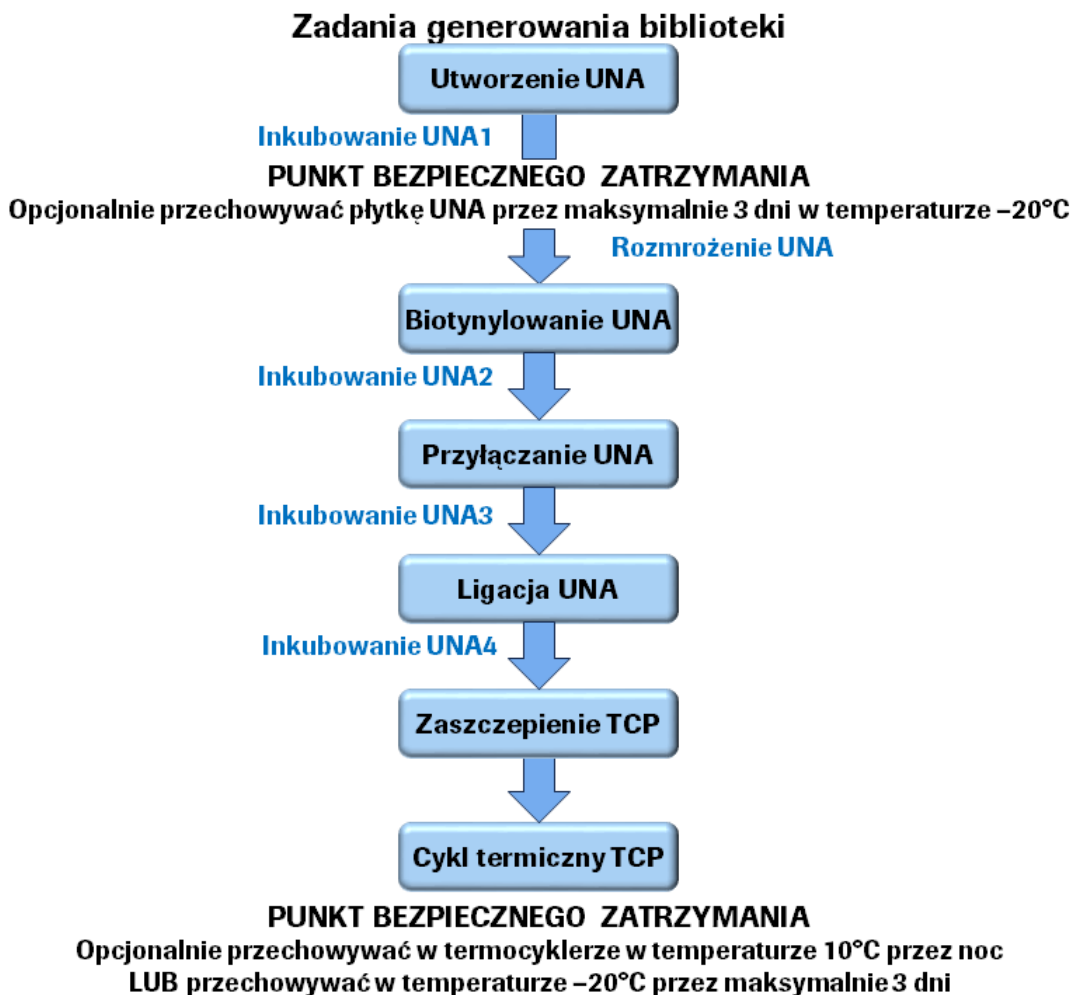 Zadania generowania biblioteki
Utworzenie UNA
Inkubowanie UNA1
PUNKT BEZPIECZNEGO ZATRZYMANIA
Opcjonalnie przechowywać płytkę UNA przez maksymalnie 3 dni w temperaturze –20°C
Rozmrożenie UNA
Biotynylowanie UNA
Inkubowanie UNA2
Przyłączanie UNA
Inkubowanie UNA3
Ligacja UNA
Inkubowanie UNA4
Zaszczepienie TCP
Cykl termiczny TCP
PUNKT BEZPIECZNEGO ZATRZYMANIA
Opcjonalnie przechowywać w termocyklerze w temperaturze 10°C przez noc
LUB przechowywać w temperaturze –20°C przez maksymalnie 3 dni